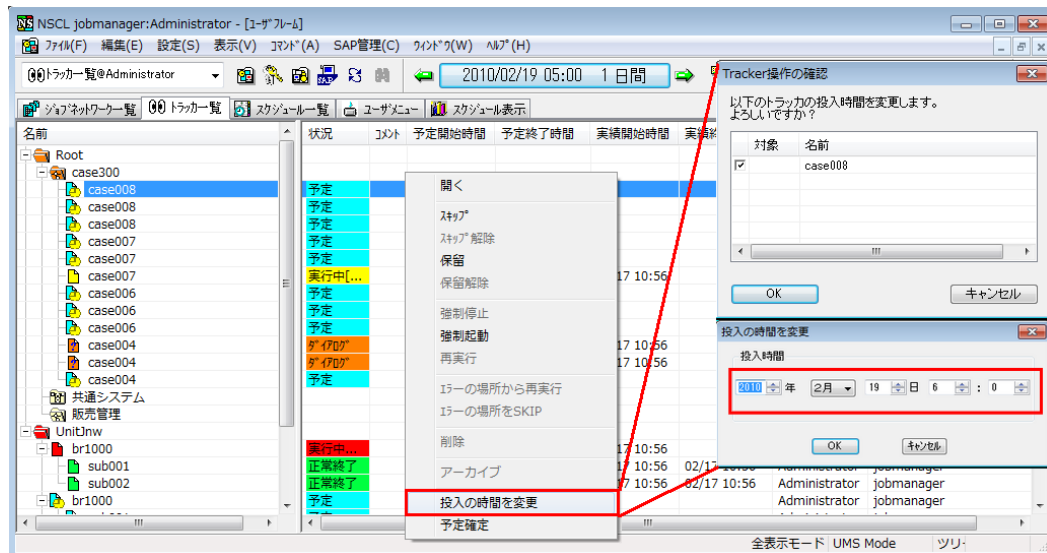 NSCL jobmanager:Administrator - [ﾕｰｻﾞﾌﾚｰﾑ]
ﾌｧｲﾙ(F) 編集(E) 設定(S) 表示(V) ｺﾏﾝﾄﾞ(A) SAP管理(C) ｳｨﾝﾄﾞｳ(W) ﾍﾙﾌﾟ(H)
ﾄﾗｯｶｰ一覧@Administrator 2010/02/19 05:00 1 日間
ｼﾞｮﾌﾞﾈｯﾄﾜｰｸ一覧 ﾄﾗｯｶｰ一覧 ｽｹｼﾞｭｰﾙ一覧 ﾕｰｻﾞﾒﾆｭｰ ｽｹｼﾞｭｰﾙ表示
名前 状況 ｺﾒﾝﾄ 予定開始時間 予定終了時間 実績開始時間
Root
case300
case008 予定
case008 予定
case008 予定
case007 予定
case007 予定
case007 実行中[... 17 10:56
case006 予定
case006 予定
case006 予定
case004 ﾀﾞｲｱﾛｸﾞ 17 10:56
case004 ﾀﾞｲｱﾛｸﾞ 17 10:56
case004 予定
共通システム
販売管理
UnitJnw
br1000 実行中... 17 10:56
sub001 正常終了 17 10:56 02/17 10:56 Administrator jobmanager
sub002 正常終了 17 10:56 02/17 10:56 Administrator jobmanager
br1000 予定 Administrator jobmanager
開く
ｽｷｯﾌﾟ
ｽｷｯﾌﾟ解除
保留
保留解除
強制停止
強制起動
再実行
ｴﾗｰの場所から再実行
ｴﾗｰの場所をSKIP
削除
アーカイブ
投入の時間を変更
予定確定
Tracker操作の確認
以下のトラッカの投入時間を変更します。
よろしいですか？
対象 名前
case008
OK キャンセル
投入の時間を変更
投入時間
2010 年 2月 19 日 6 : 0
OK ｷｬﾝｾﾙ
全表示モード UMS Mode ツリ